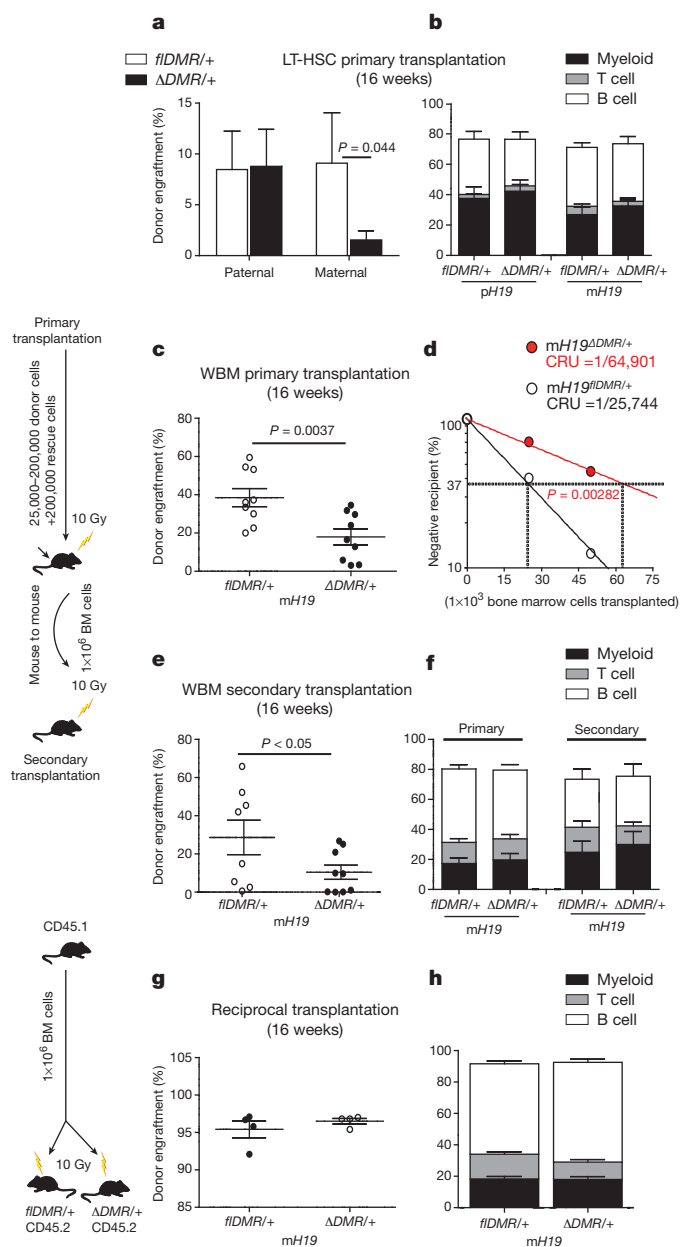 a
flDMR/+
ΔDMR/+
LT-HSC primary transplantation
(16 weeks)
b
Myeloid
T cell
B cell
Donor engraftment (%)
15
10
5
0
P = 0.044
Paternal
Maternal
100
80
60
40
20
0
flDMR/+
ΔDMR/+
flDMR/+
ΔDMR/+
pH19
mH19
Primary
transplantation
25,000–200,000 donor cells
+200,000 rescue cells
10 Gy
Mouse to mouse
1×10⁶ BM cells
10 Gy
Secondary
transplantation
c
WBM primary transplantation
(16 weeks)
Donor engraftment (%)
80
60
40
20
0
P = 0.0037
flDMR/+
ΔDMR/+
mH19
d
mH19ΔDMR/+
CRU = 1/64,901
mH19flDMR/+
CRU = 1/25,744
Negative recipient (%)
100
37
10
P = 0.00282
0
15
30
45
60
75
(1×10³ bone marrow cells transplanted)
e
WBM secondary transplantation
(16 weeks)
Donor engraftment (%)
80
60
40
20
0
P < 0.05
flDMR/+
ΔDMR/+
mH19
f
Myeloid
T cell
B cell
Primary
Secondary
100
80
60
40
20
0
flDMR/+
ΔDMR/+
flDMR/+
ΔDMR/+
mH19
mH19
CD45.1
1×10⁶ BM cells
10 Gy
flDMR/+
CD45.2
ΔDMR/+
CD45.2
g
Reciprocal transplantation
(16 weeks)
Donor engraftment (%)
105
100
95
90
85
flDMR/+
ΔDMR/+
mH19
h
Myeloid
T cell
B cell
100
80
60
40
20
0
flDMR/+
ΔDMR/+
mH19